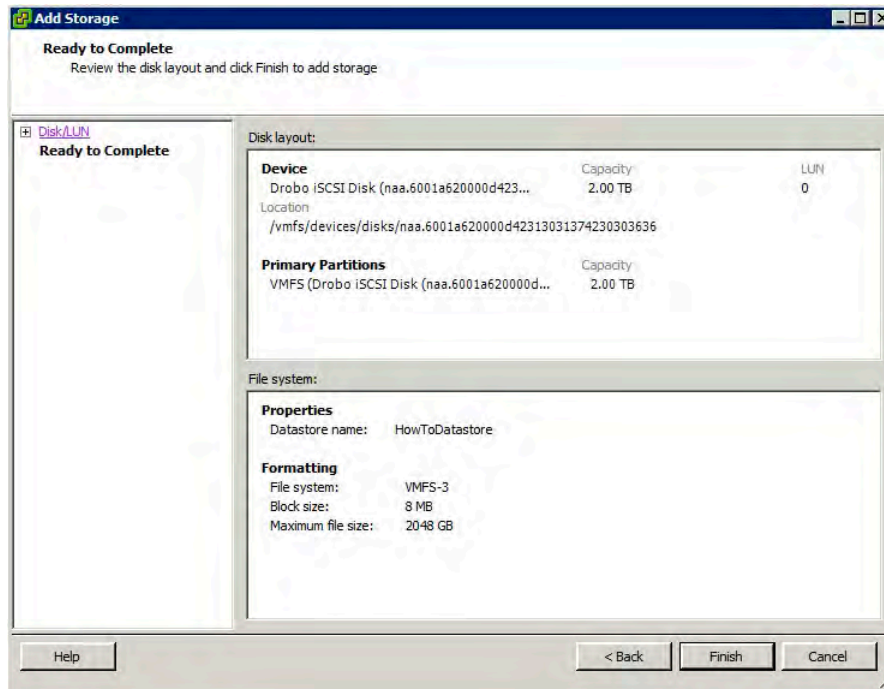 Add Storage
Ready to Complete
Review the disk layout and click Finish to add storage
Disk/LUN
Ready to Complete
Disk layout:
Device Capacity LUN
Drobo iSCSI Disk (naa.6001a620000d423... 2.00 TB 0
Location
/vmfs/devices/disks/naa.6001a620000d42313031374230303636
Primary Partitions Capacity
VMFS (Drobo iSCSI Disk (naa.6001a620000d... 2.00 TB
File system:
Properties
Datastore name: HowToDatastore
Formatting
File system: VMFS-3
Block size: 8 MB
Maximum file size: 2048 GB
Help < Back Finish Cancel